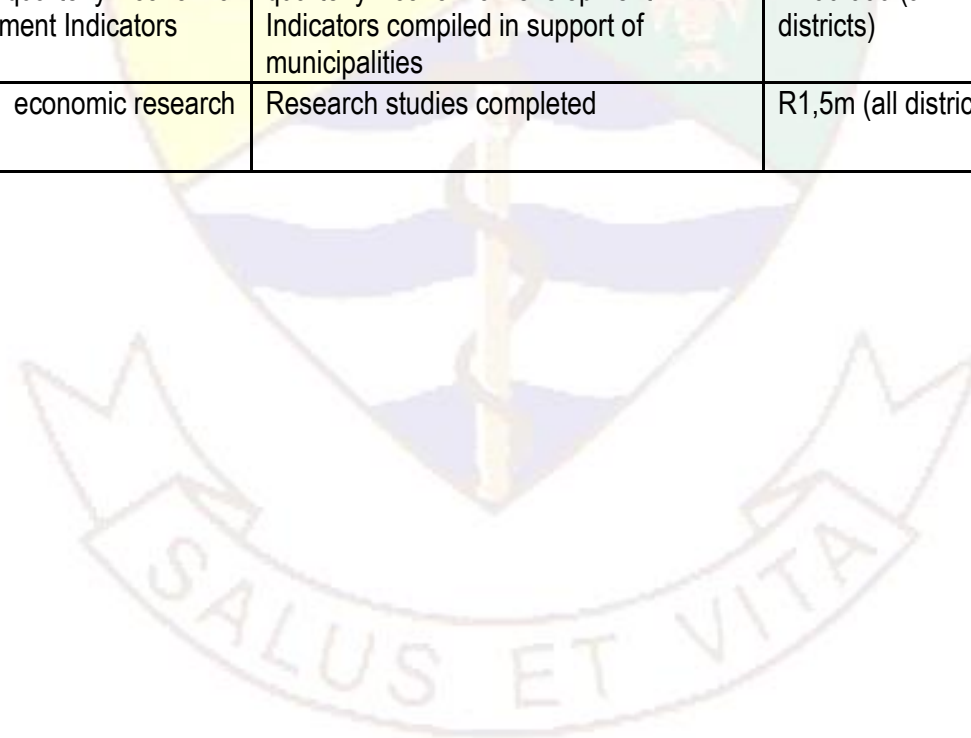 ment Indicators
Indicators compiled in support of
municipalities
districts)
economic research
Research studies completed
R1,5m (all distric
SALUS ET VITA